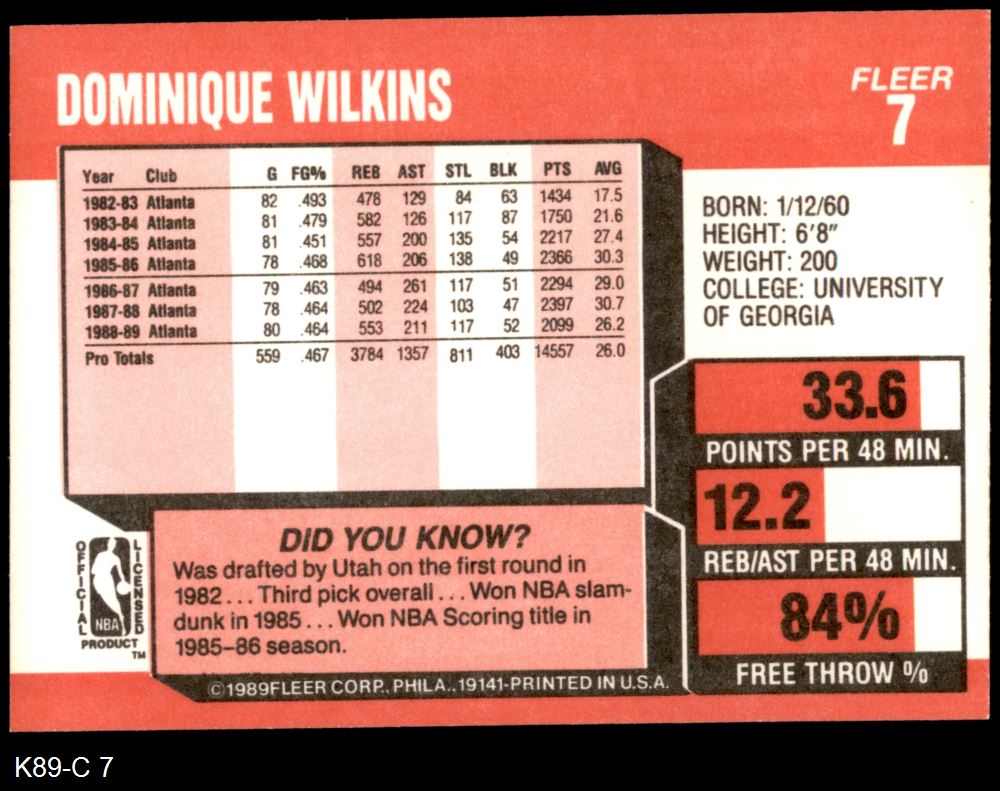 DOMINIQUE WILKINS
FLEER
7
Year Club G FG% REB AST STL BLK PTS AVG
1982-83 Atlanta 82 .493 478 129 84 63 1434 17.5
1983-84 Atlanta 81 .479 582 126 117 87 1750 21.6
1984-85 Atlanta 81 .451 557 200 135 54 2217 27.4
1985-86 Atlanta 78 .468 618 206 138 49 2366 30.3
1986-87 Atlanta 79 .463 494 261 117 51 2294 29.0
1987-88 Atlanta 78 .464 502 224 103 47 2397 30.7
1988-89 Atlanta 80 .464 553 211 117 52 2099 26.2
Pro Totals 559 .467 3784 1357 811 403 14557 26.0
BORN: 1/12/60
HEIGHT: 6'8"
WEIGHT: 200
COLLEGE: UNIVERSITY
OF GEORGIA
33.6
POINTS PER 48 MIN.
12.2
REB/AST PER 48 MIN.
84%
FREE THROW %
DID YOU KNOW?
Was drafted by Utah on the first round in
1982... Third pick overall... Won NBA slam-
dunk in 1985... Won NBA Scoring title in
1985–86 season.
OFFICIAL
LICENSED
NBA
PRODUCT
TM
©1989 FLEER CORP., PHILA., 19141-PRINTED IN U.S.A.
K89-C 7